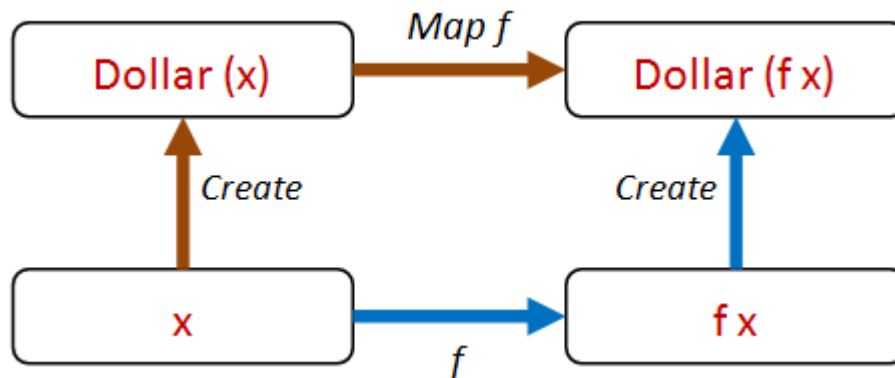 Map f
Dollar (x)
Dollar (f x)
Create
Create
x
f x
f